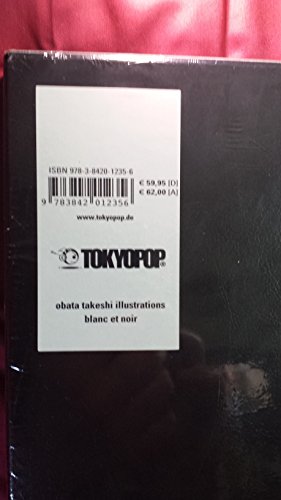 ISBN 978-3-8420-1235-6
€ 59,95 [D]
€ 62,00 [A]
9 783842 012356
www.tokyopop.de
TOKYOPOP®
obata takeshi illustrations
blanc et noir